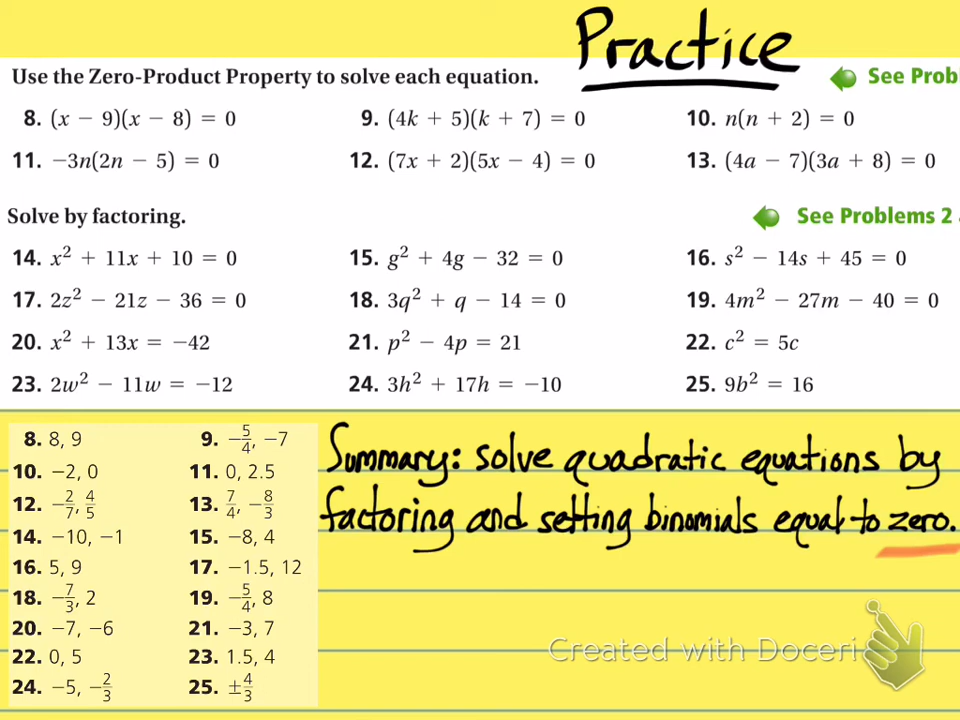 Practice
Use the Zero-Product Property to solve each equation.
See Prob
8. (x − 9)(x − 8) = 0 9. (4k + 5)(k + 7) = 0 10. n(n + 2) = 0
11. −3n(2n − 5) = 0 12. (7x + 2)(5x − 4) = 0 13. (4a − 7)(3a + 8) = 0
Solve by factoring. See Problems 2
14. x² + 11x + 10 = 0 15. g² + 4g − 32 = 0 16. s² − 14s + 45 = 0
17. 2z² − 21z − 36 = 0 18. 3q² + q − 14 = 0 19. 4m² − 27m − 40 = 0
20. x² + 13x = −42 21. p² − 4p = 21 22. c² = 5c
23. 2w² − 11w = −12 24. 3h² + 17h = −10 25. 9b² = 16
8. 8, 9 9. −5/4, −7
10. −2, 0 11. 0, 2.5
12. −2/7, 4/5 13. 7/4, −8/3
14. −10, −1 15. −8, 4
16. 5, 9 17. −1.5, 12
18. −7/3, 2 19. −5/4, 8
20. −7, −6 21. −3, 7
22. 0, 5 23. 1.5, 4
24. −5, −2/3 25. ±4/3
Summary: solve quadratic equations by
factoring and setting binomials equal to zero.
Created with Doceri